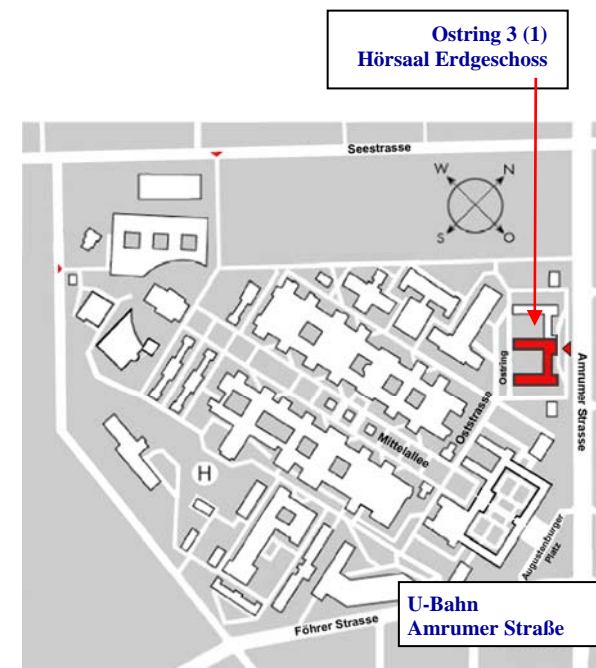 Ostring 3 (1)
Hörsaal Erdgeschoss
Seestrasse
W
N
S
O
Ostring
Amrumer Strasse
Oststrasse
Mittelallee
H
Augustenburger
Platz
U-Bahn
Amrumer Straße
Föhrer Strasse